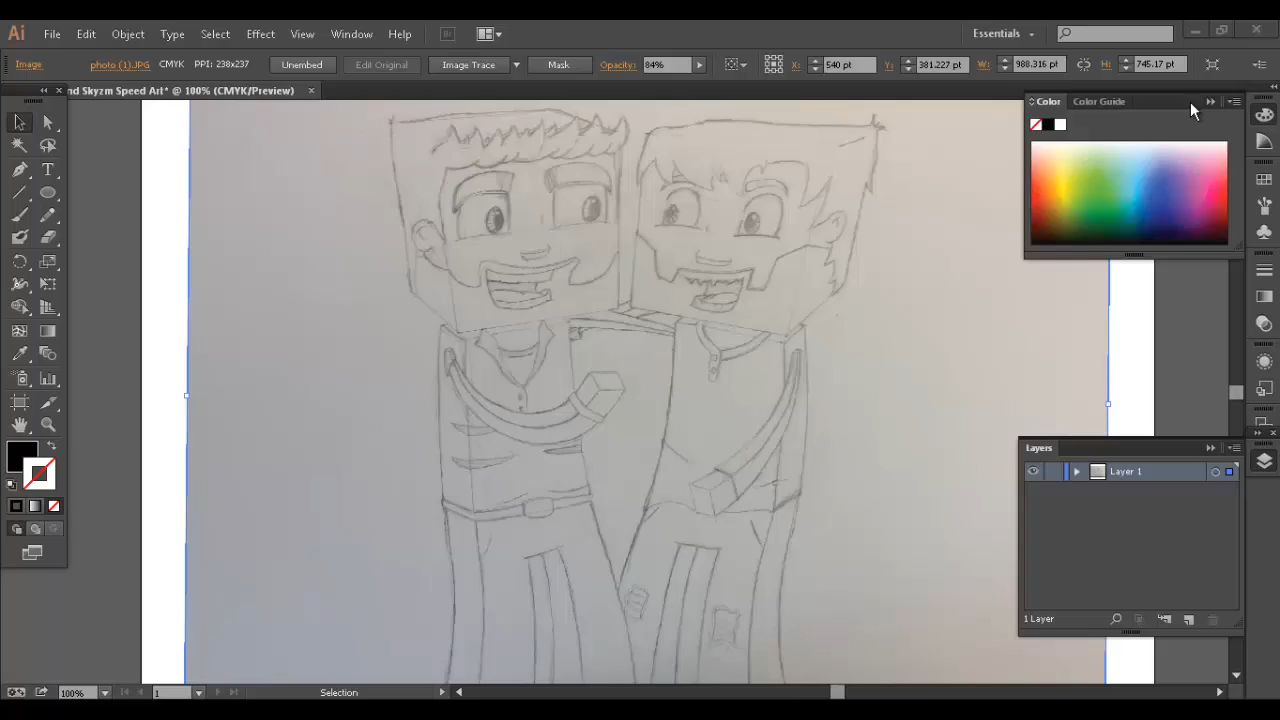 Ai File Edit Object Type Select Effect View Window Help Br Essentials
Image photo (1).JPG CMYK PPI: 238x237 Unembed Edit Original Image Trace Mask Opacity: 84% X: 540 pt Y: 381.227 pt W: 988.316 pt H: 745.17 pt
nd Skyzm Speed Art* @ 100% (CMYK/Preview)
Color Color Guide
Layers
Layer 1
1 Layer
100% 1 Selection